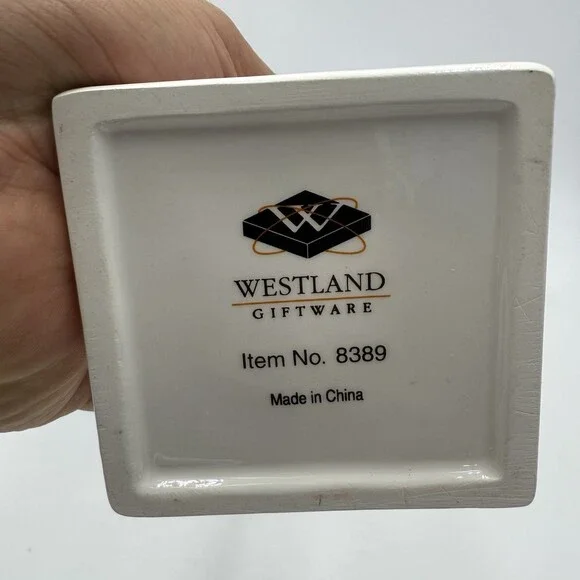 W
WESTLAND
GIFTWARE
Item No. 8389
Made in China